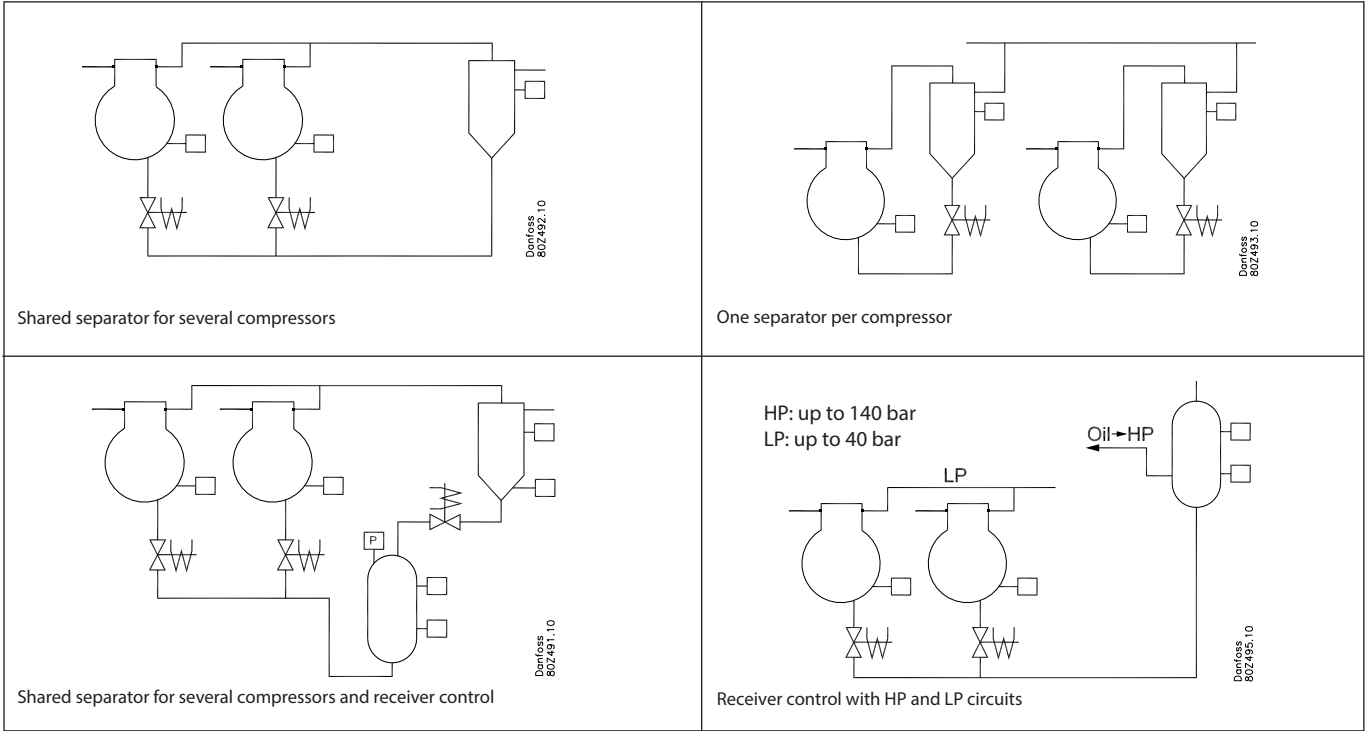 Danfoss
80Z492.10
Shared separator for several compressors
Danfoss
80Z493.10
One separator per compressor
P
Danfoss
80Z491.10
Shared separator for several compressors and receiver control
HP: up to 140 bar
LP: up to 40 bar
Oil→HP
LP
Danfoss
80Z495.10
Receiver control with HP and LP circuits